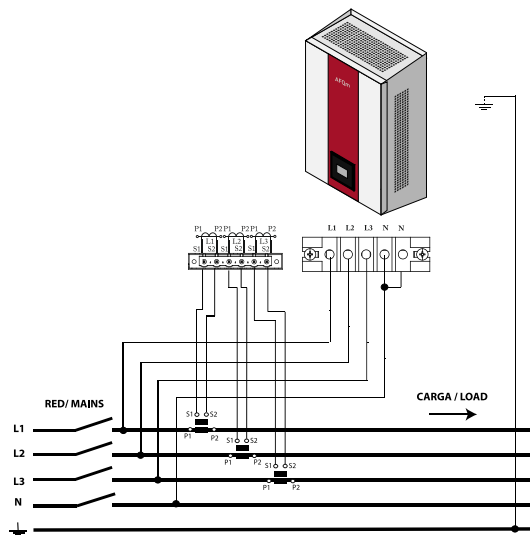 AFQm
P1 P2 P1 P2 P1 P2
L1 L2 L3
S1 S2 S1 S2 S1 S2
L1 L2 L3 N N
RED/ MAINS
CARGA / LOAD
L1
S1 S2
P1 P2
L2
S1 S2
P1 P2
L3
S1 S2
P1 P2
N